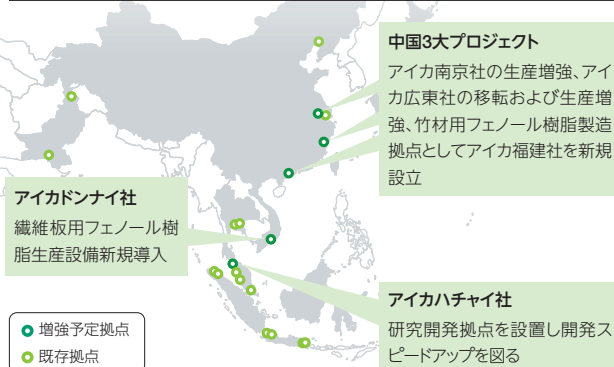 中国3大プロジェクト
アイカ南京社の生産増強、アイ
カ広東社の移転および生産増
強、竹材用フェノール樹脂製造
拠点としてアイカ福建社を新規
設立
アイカドンナイ社
繊維板用フェノール樹
脂生産設備新規導入
アイカハチャイ社
研究開発拠点を設置し開発ス
ピードアップを図る
増強予定拠点
既存拠点